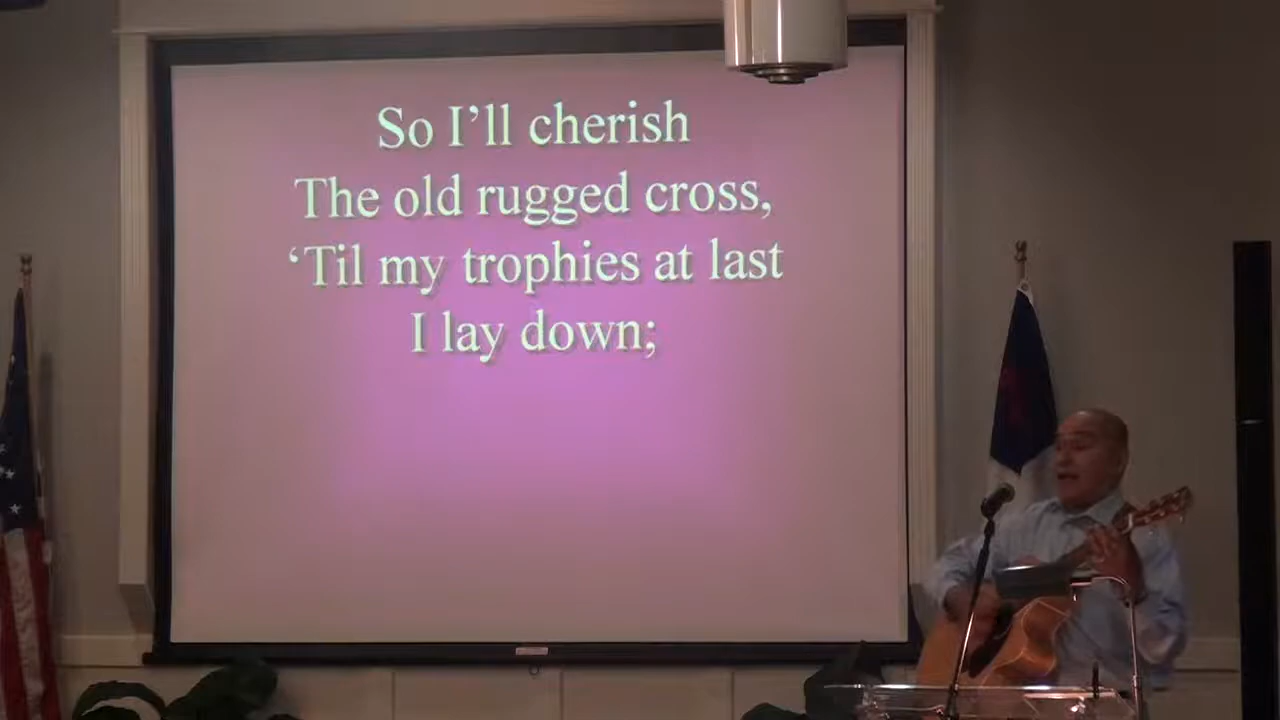 So I’ll cherish
The old rugged cross,
‘Til my trophies at last
I lay down;